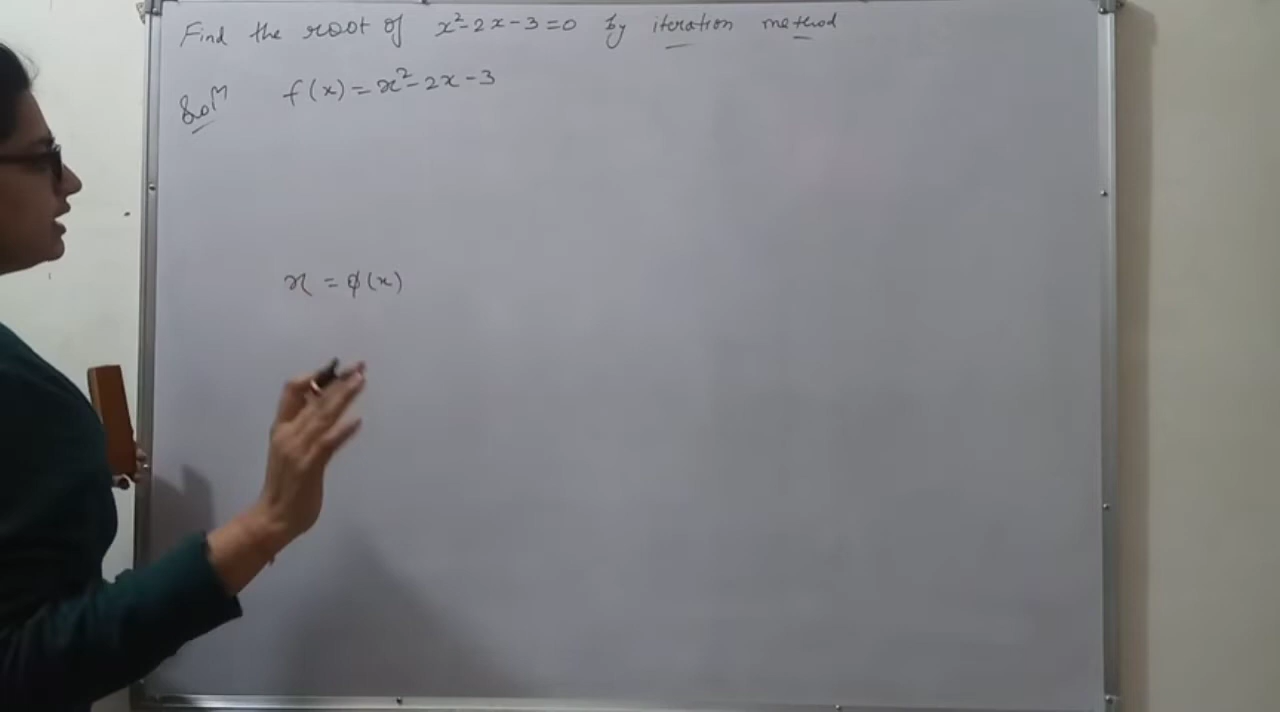 Find the root of x²-2x-3=0 by iteration method
Solⁿ f(x)=x²-2x-3
x = φ(x)